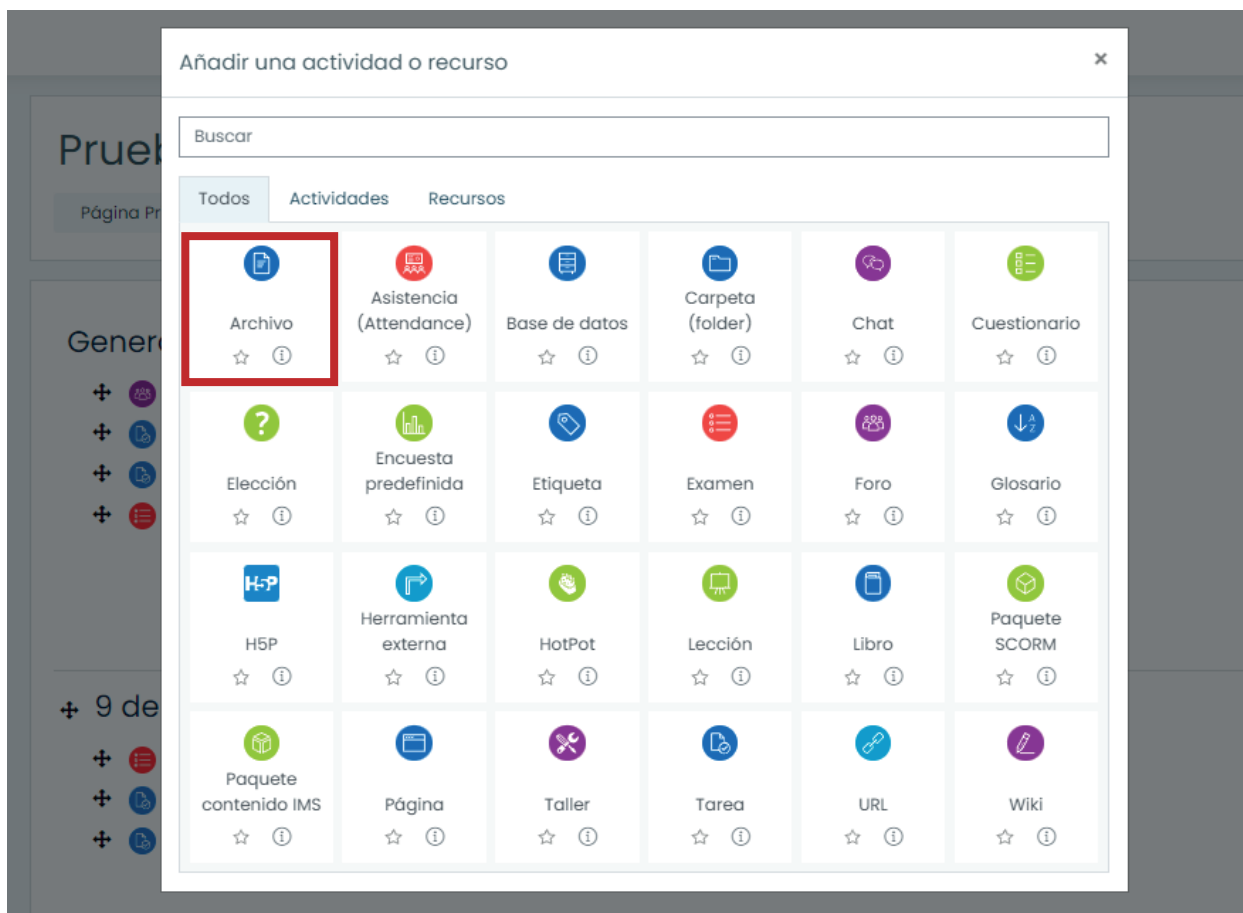 Añadir una actividad o recurso
×
Buscar
Todos Actividades Recursos
Archivo
Asistencia
(Attendance)
Base de datos
Carpeta
(folder)
Chat
Cuestionario
Elección
Encuesta
predefinida
Etiqueta
Examen
Foro
Glosario
H5P
H5P
Herramienta
externa
HotPot
Lección
Libro
Paquete
SCORM
Paquete
contenido IMS
Página
Taller
Tarea
URL
Wiki
Página Pr
Gener
9 de